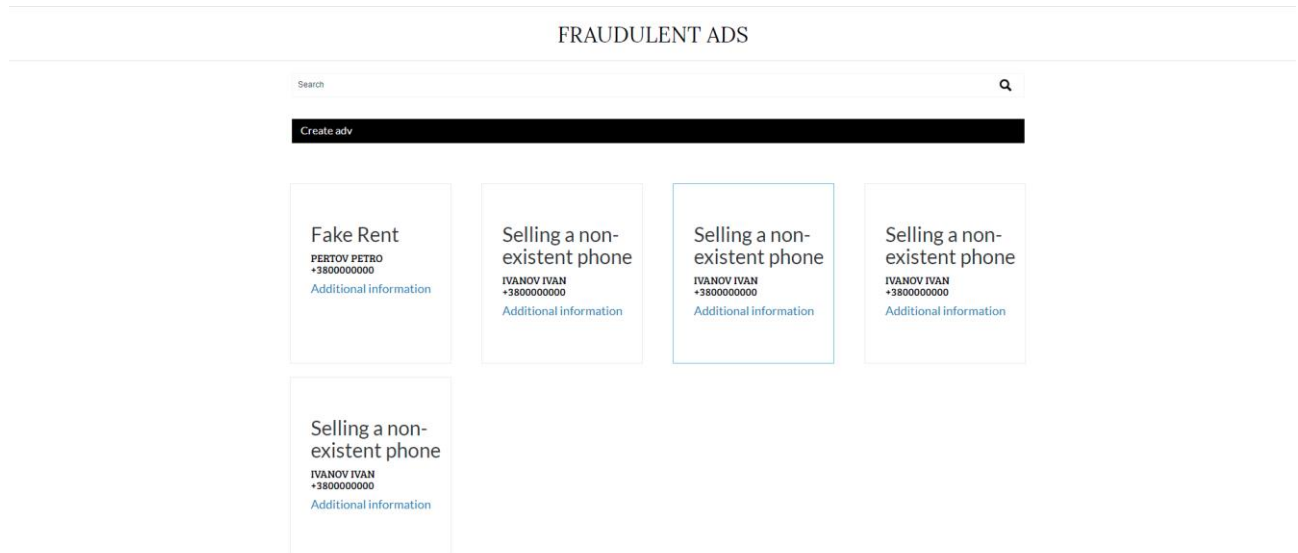 FRAUDULENT ADS
Search
Create adv
Fake Rent
PERTOV PETRO
+3800000000
Additional information
Selling a non-
existent phone
IVANOV IVAN
+3800000000
Additional information
Selling a non-
existent phone
IVANOV IVAN
+3800000000
Additional information
Selling a non-
existent phone
IVANOV IVAN
+3800000000
Additional information
Selling a non-
existent phone
IVANOV IVAN
+3800000000
Additional information